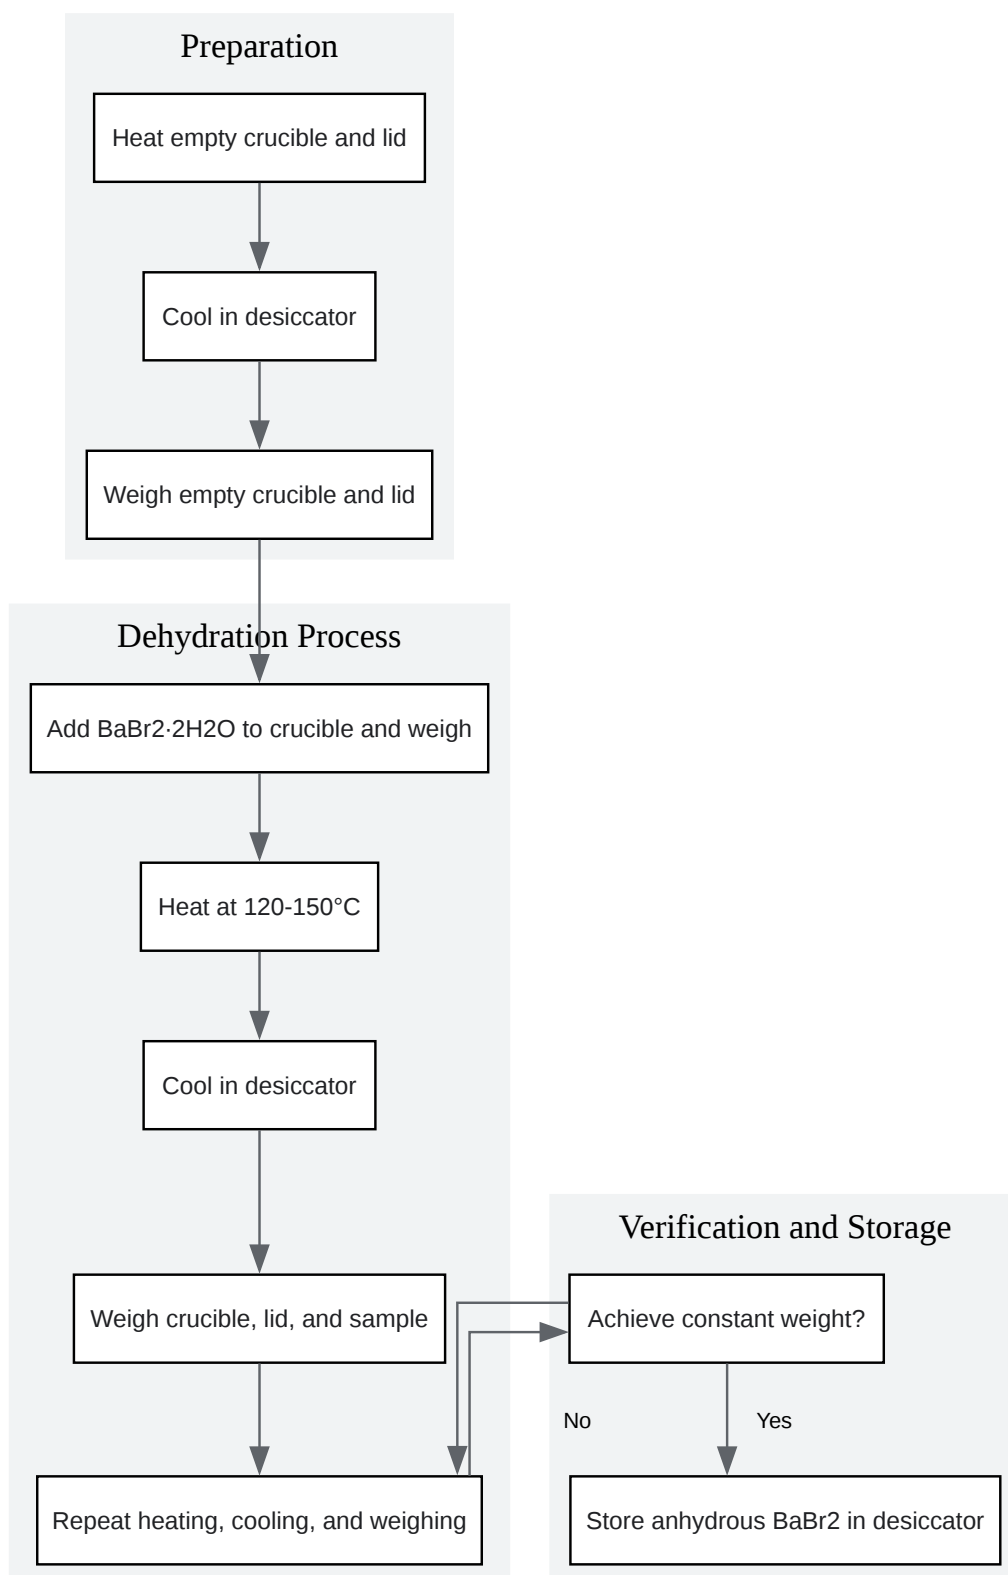 Preparation
Heat empty crucible and lid
Cool in desiccator
Weigh empty crucible and lid
Dehydration Process
Add BaBr2·2H2O to crucible and weigh
Heat at 120-150°C
Cool in desiccator
Weigh crucible, lid, and sample
Repeat heating, cooling, and weighing
Verification and Storage
Achieve constant weight?
No
Yes
Store anhydrous BaBr2 in desiccator